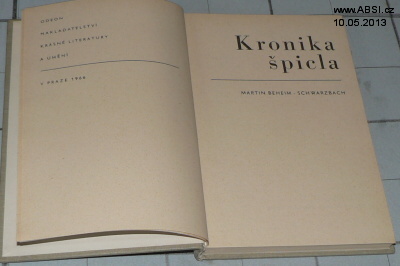 ODEON
NAKLADATELSTVÍ
KRÁSNÉ LITERATURY
A UMĚNÍ
V PRAZE 1966
www.ABSI.cz
10.05.2013
Kronika
špicla
MARTIN BEHEIM-SCHWARZBACH